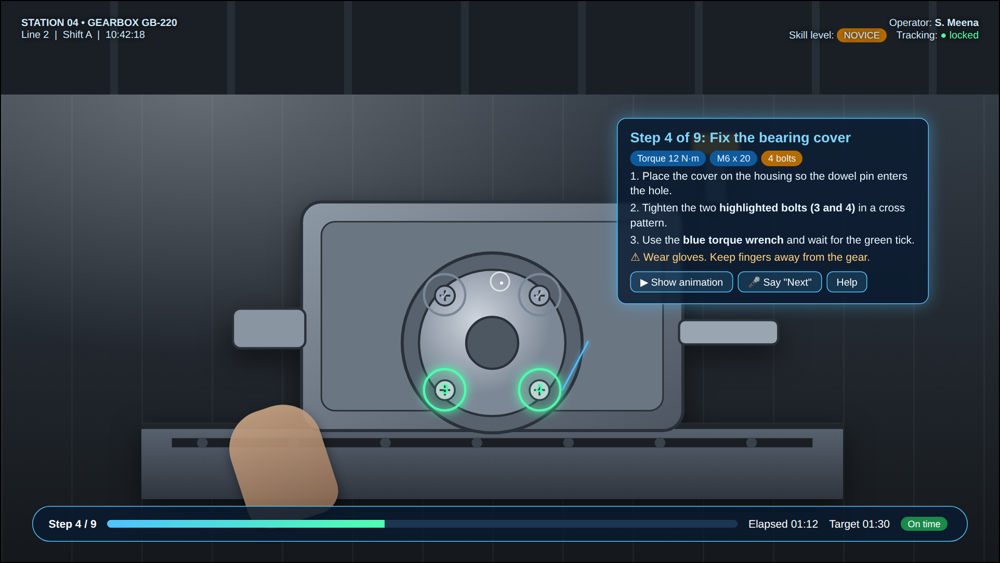 STATION 04 • GEARBOX GB-220
Line 2 | Shift A | 10:42:18
Operator: S. Meena
Skill level: NOVICE Tracking: ● locked
Step 4 of 9: Fix the bearing cover
Torque 12 N·m M6 x 20 4 bolts
1. Place the cover on the housing so the dowel pin enters
the hole.
2. Tighten the two highlighted bolts (3 and 4) in a cross
pattern.
3. Use the blue torque wrench and wait for the green tick.
⚠ Wear gloves. Keep fingers away from the gear.
▶ Show animation 🎤 Say "Next" Help
✓ ✓
3 4
Step 4 / 9 Elapsed 01:12 Target 01:30 On time